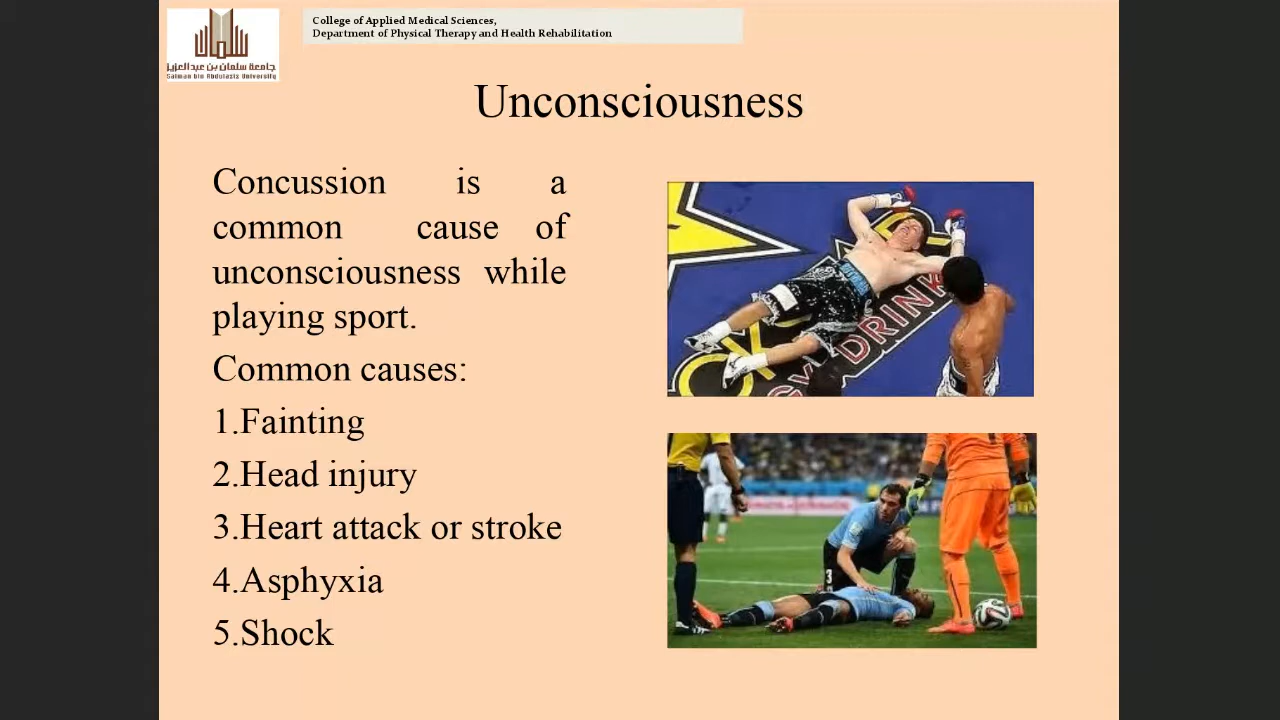 جامعة سلمان بن عبدالعزيز
Salman bin Abdulaziz University
College of Applied Medical Sciences,
Department of Physical Therapy and Health Rehabilitation
Unconsciousness
Concussion is a
common cause of
unconsciousness while
playing sport.
Common causes:
1.Fainting
2.Head injury
3.Heart attack or stroke
4.Asphyxia
5.Shock
DRINK
3